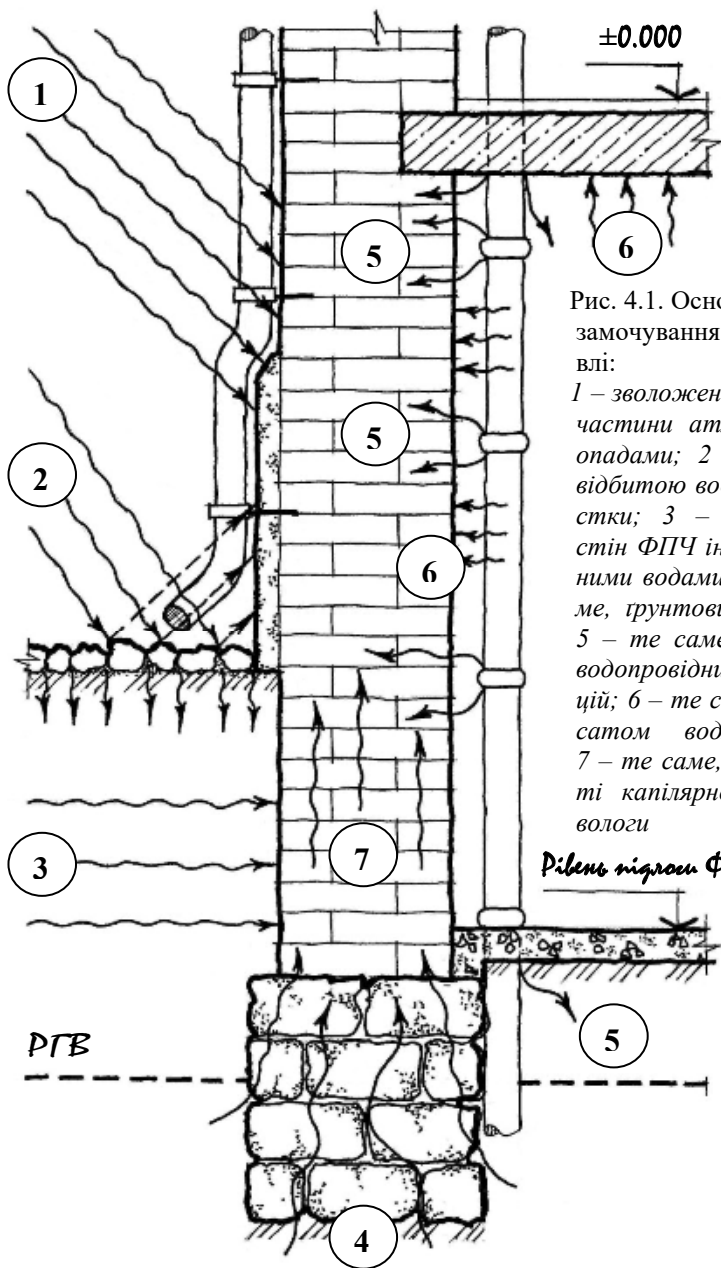 ±0.000
1
5
6
Рис. 4.1. Осно
замочування
влі:
1 – зволожен
частини ат
опадами; 2
відбитою во
стки; 3 –
стін ФПЧ ін
ними водами
ме, ґрунтови
5 – те саме
водопровідни
цій; 6 – те с
сатом вод
7 – те саме,
ті капілярно
вологи
5
2
6
3
7
Рівень підлоги Ф
РГВ
5
4